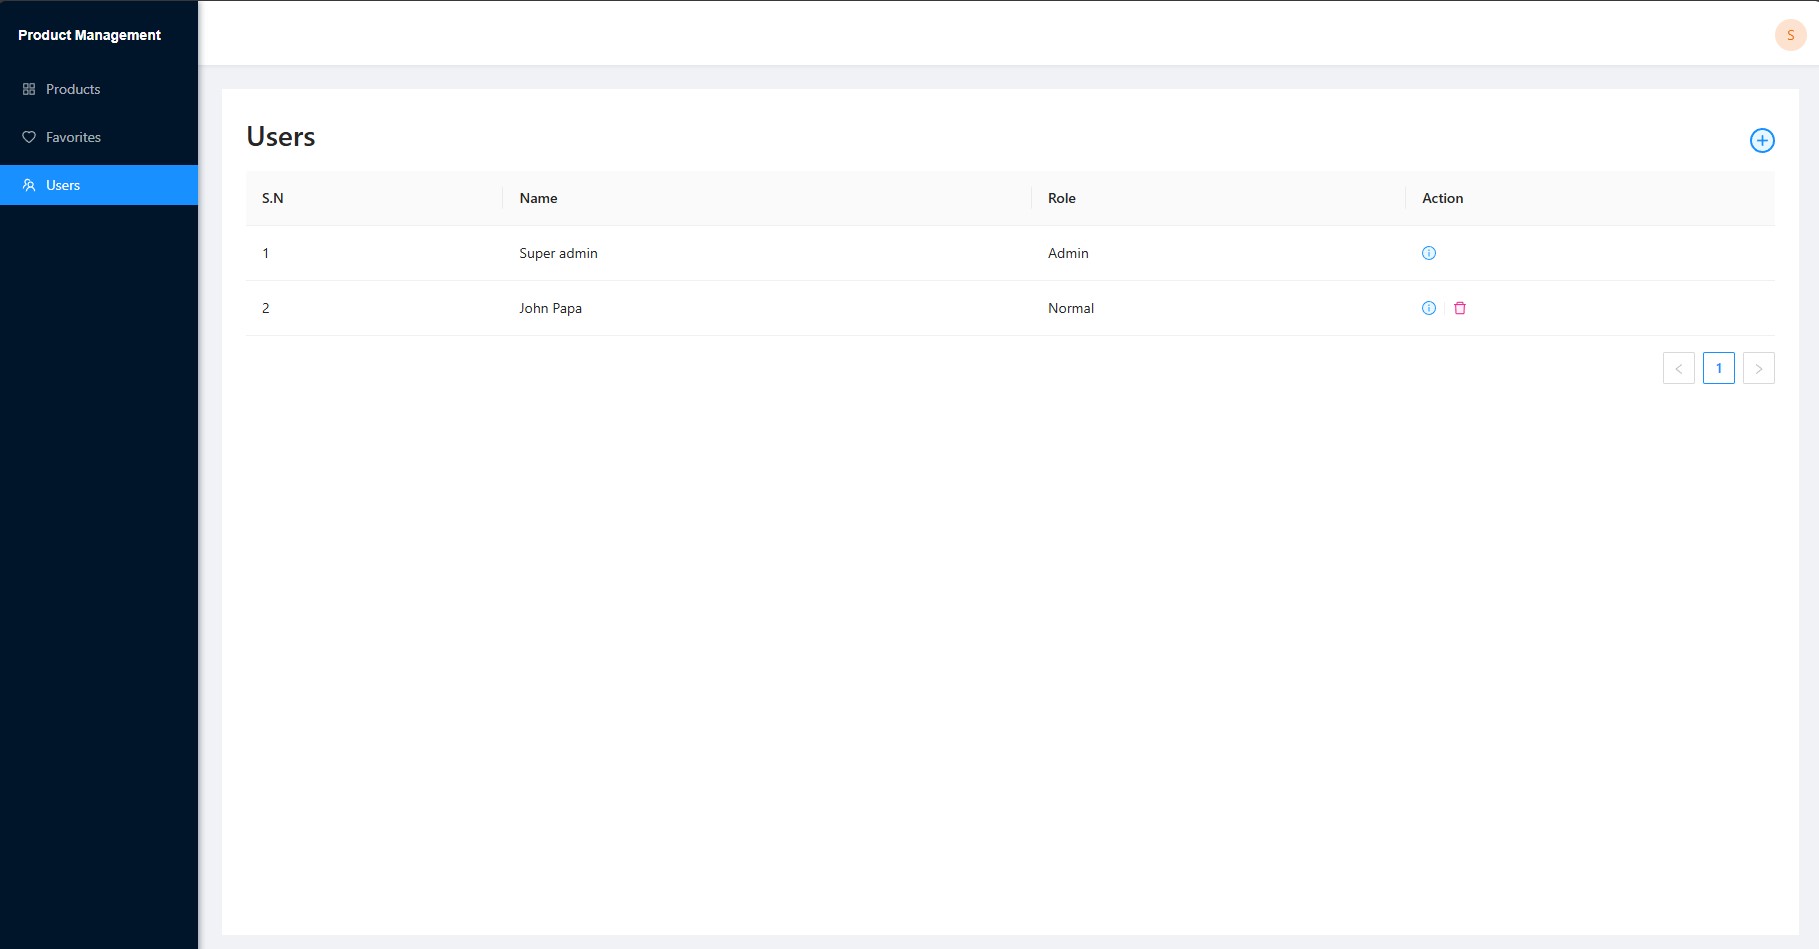 Product Management
S
Products
Favorites
Users
Users
S.N Name Role Action
1 Super admin Admin
2 John Papa Normal
< 1 >